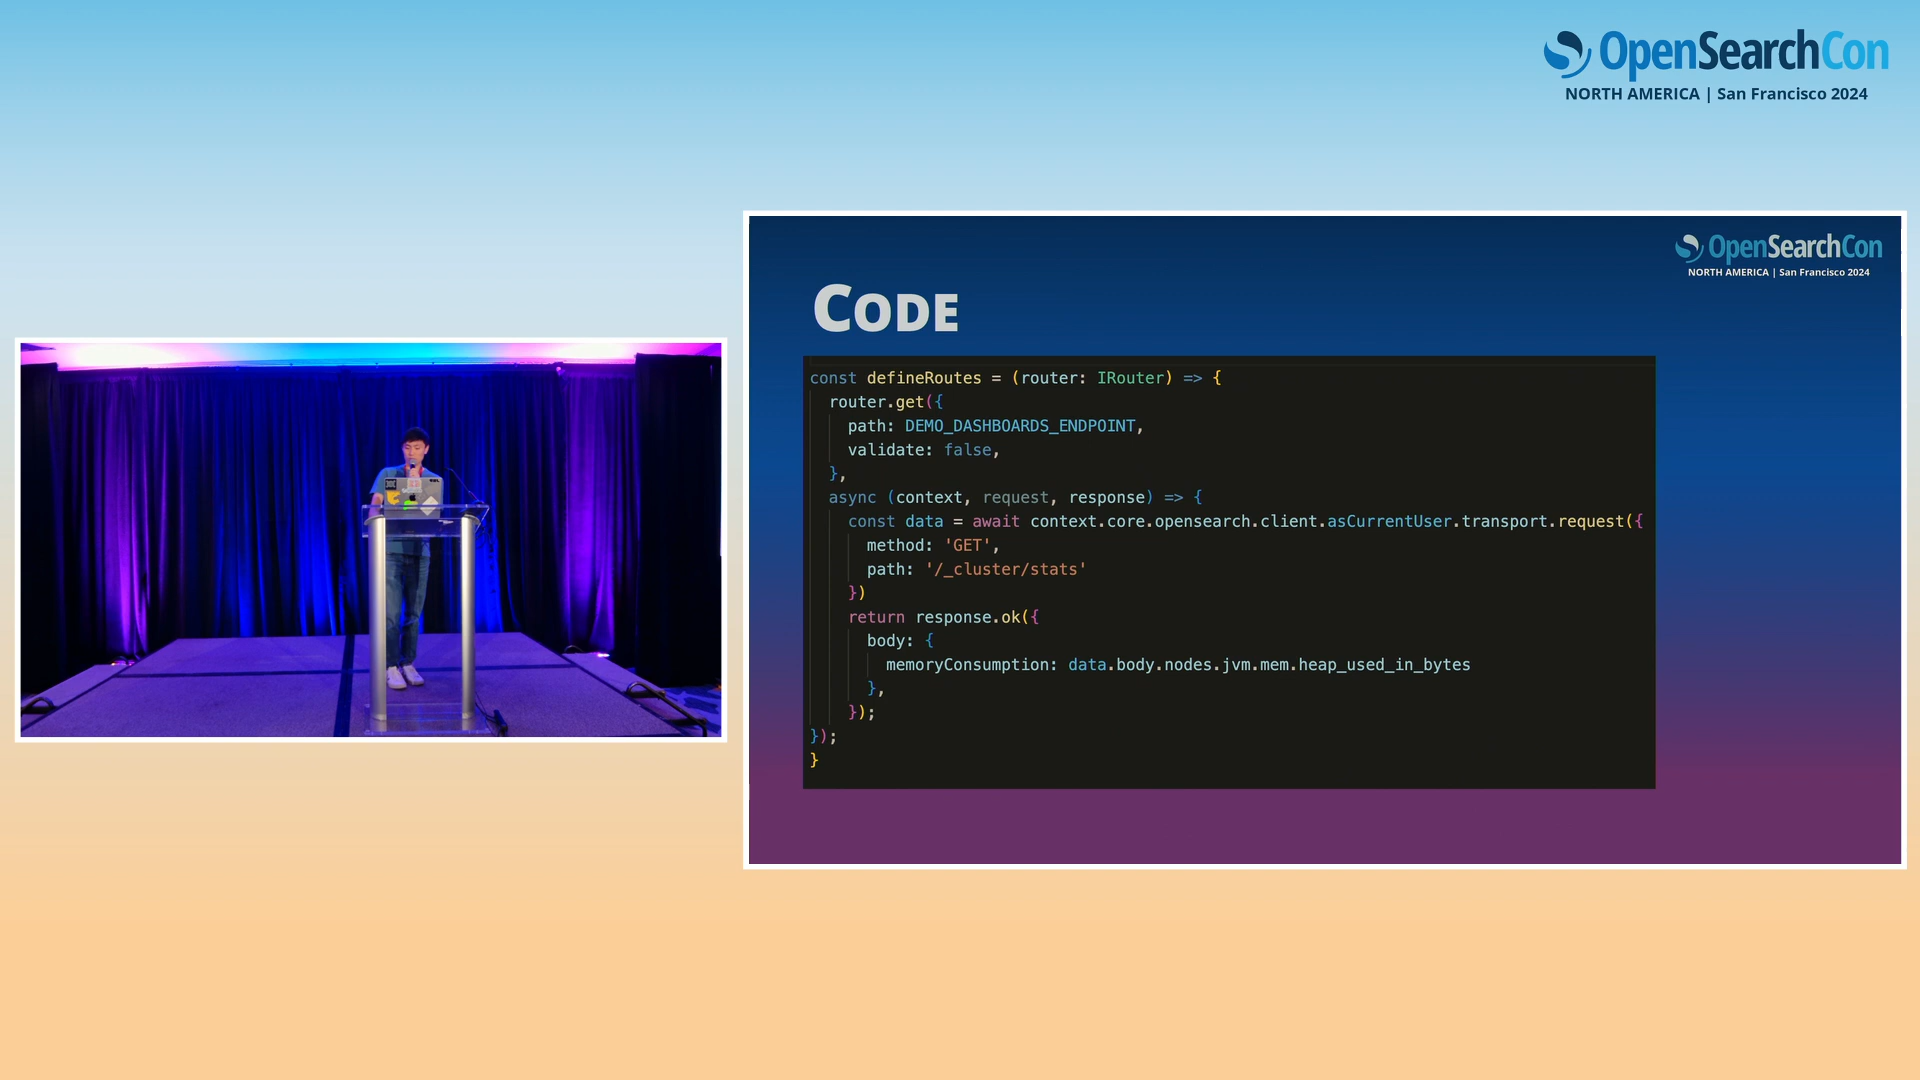 OpenSearchCon
NORTH AMERICA | San Francisco 2024
OpenSearchCon
NORTH AMERICA | San Francisco 2024
CODE
const defineRoutes = (router: IRouter) => {
router.get({
path: DEMO_DASHBOARDS_ENDPOINT,
validate: false,
},
async (context, request, response) => {
const data = await context.core.opensearch.client.asCurrentUser.transport.request({
method: 'GET',
path: '/_cluster/stats'
})
return response.ok({
body: {
memoryConsumption: data.body.nodes.jvm.mem.heap_used_in_bytes
},
});
});
}